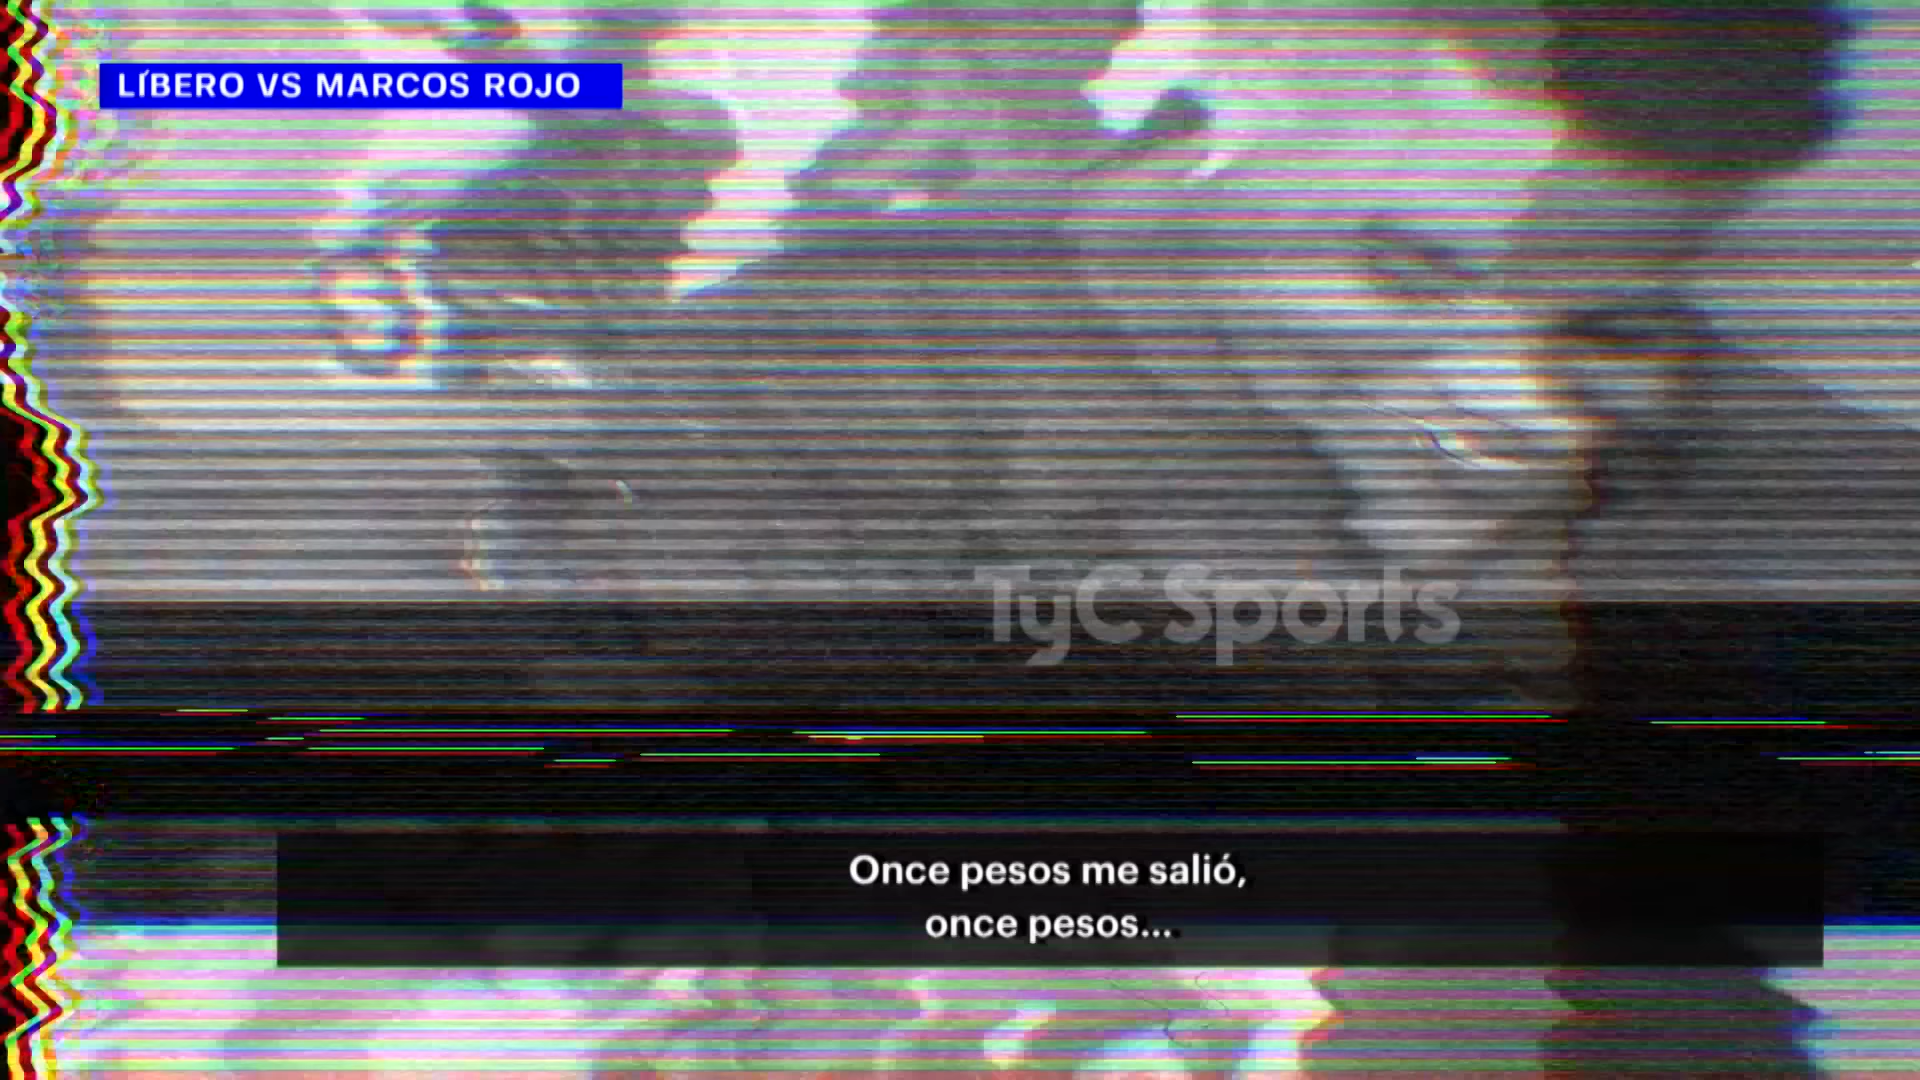 LÍBERO VS MARCOS ROJO
TyC Sports
Once pesos me salió,
once pesos...